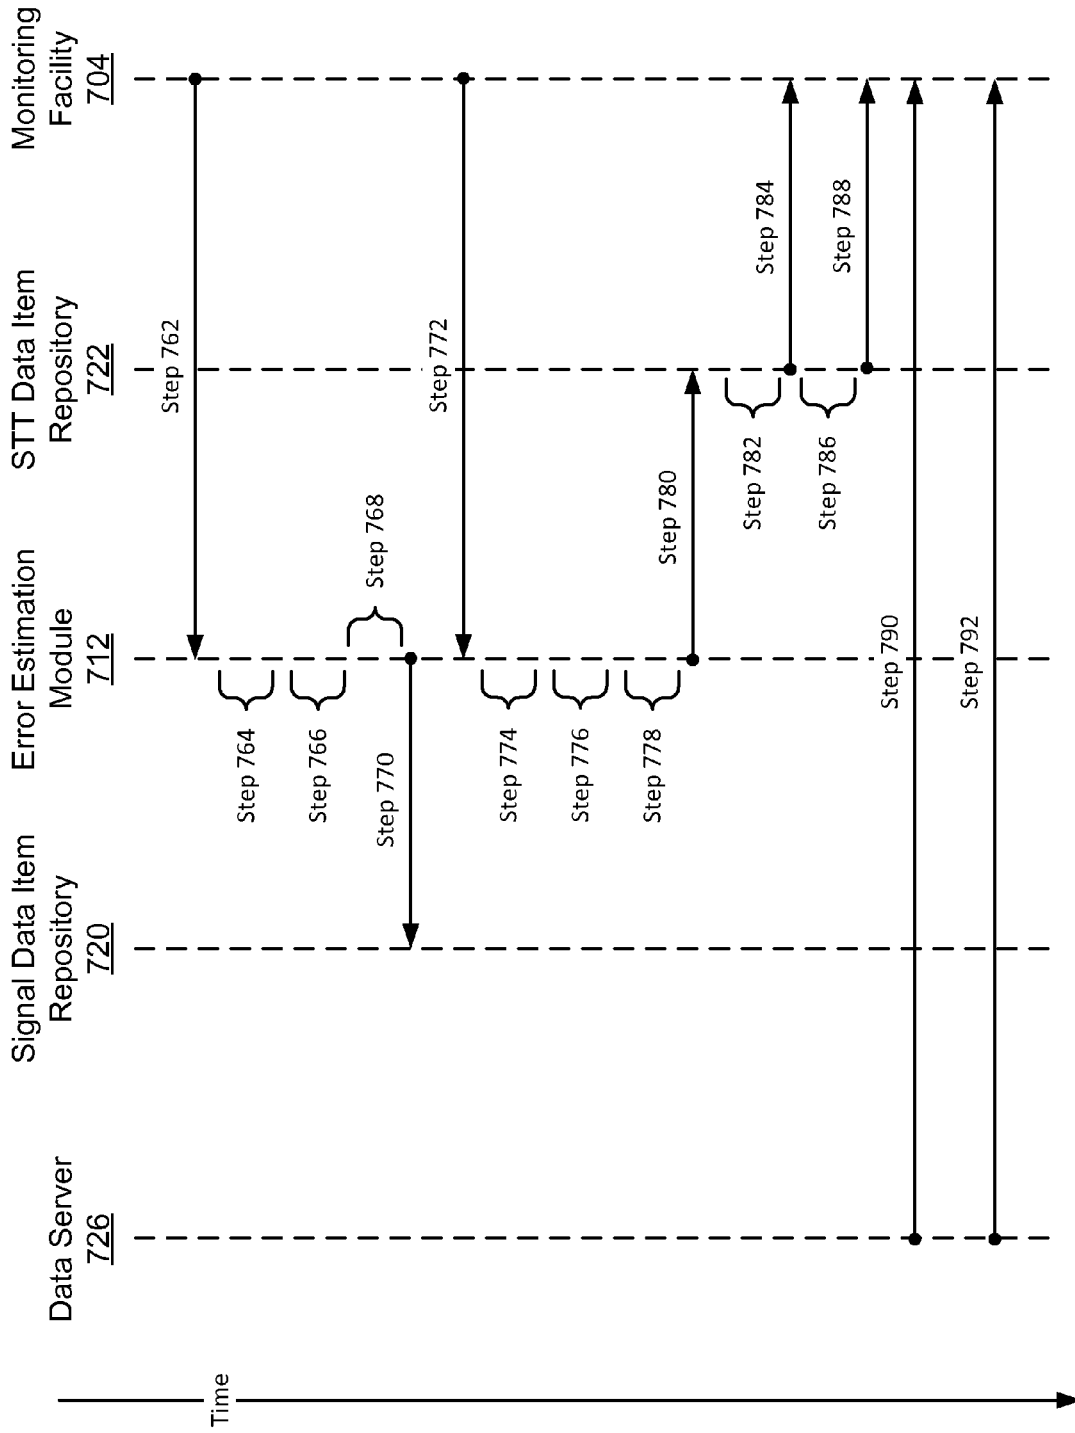 Data Server
726
Signal Data Item
Repository
720
Error Estimation
Module
712
STT Data Item
Repository
722
Monitoring
Facility
704
Time
Step 762
Step 764
Step 766
Step 768
Step 770
Step 772
Step 774
Step 776
Step 778
Step 780
Step 782
Step 784
Step 786
Step 788
Step 790
Step 792